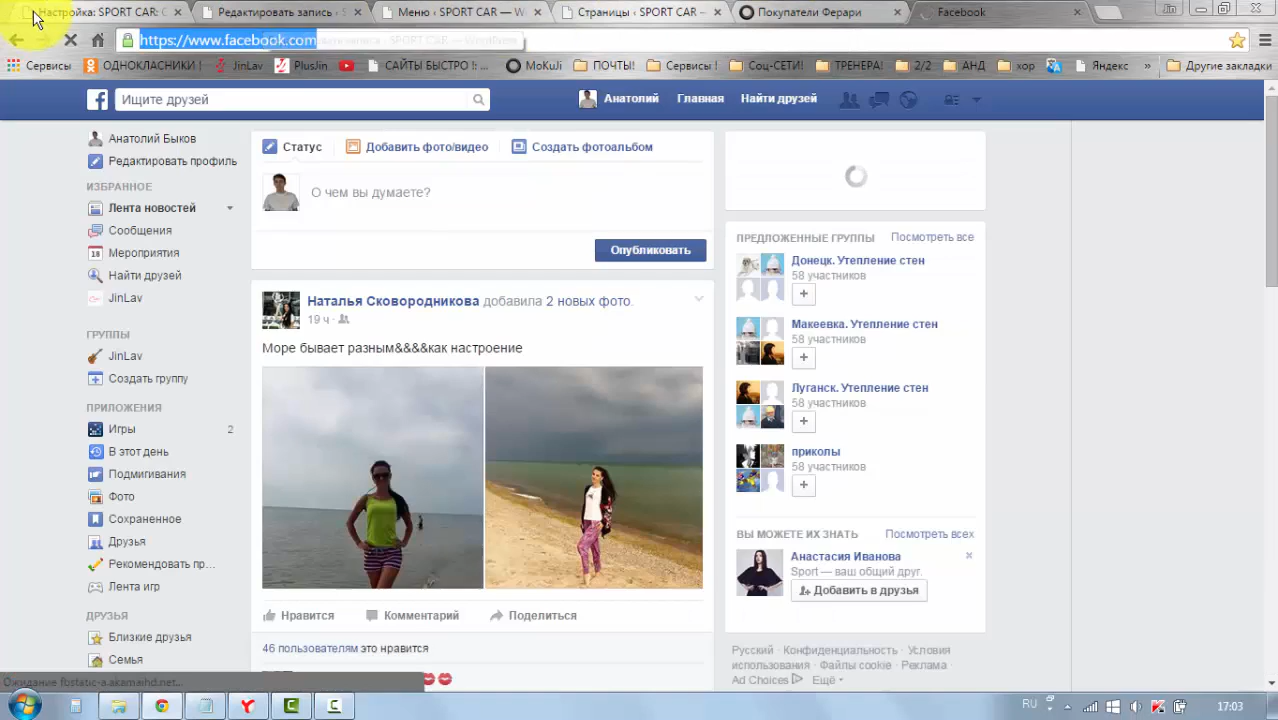 Настройка: SPORT CAR: С
Редактировать запись ‹ S
Меню ‹ SPORT CAR — W
Страницы ‹ SPORT CAR —
Покупатели Ферари
Facebook
https://www.facebook.com
SPORT CAR — WordPress
Сервисы
ОДНОКЛАСНИКИ !
JinLav
PlusJin
САЙТЫ БЫСТРО !: ...
MoKuJi
ПОЧТЫ!
Сервисы !
Соц-СЕТИ!
ТРЕНЕРА!
2/2
АНД
хор
Яндекс
»
Другие закладки
Ищите друзей
Анатолий
Главная
Найти друзей
Анатолий Быков
Редактировать профиль
ИЗБРАННОЕ
Лента новостей
Сообщения
18 Мероприятия
Найти друзей
JinLav
ГРУППЫ
JinLav
Создать группу
ПРИЛОЖЕНИЯ
Игры 2
В этот день
Подмигивания
Фото
Сохраненное
Друзья
Рекомендовать пр...
Лента игр
ДРУЗЬЯ
Близкие друзья
Семья
Статус
Добавить фото/видео
Создать фотоальбом
О чем вы думаете?
Опубликовать
Наталья Сковородникова добавила 2 новых фото.
19 ч ·
Море бывает разным&&&&как настроение
Нравится
Комментарий
Поделиться
46 пользователям это нравится
ПРЕДЛОЖЕННЫЕ ГРУППЫ
Посмотреть все
Донецк. Утепление стен
58 участников
+
Макеевка. Утепление стен
58 участников
+
Луганск. Утепление стен
58 участников
+
приколы
58 участников
+
ВЫ МОЖЕТЕ ИХ ЗНАТЬ
Посмотреть всех
Анастасия Иванова
Sport — ваш общий друг.
Добавить в друзья
Русский · Конфиденциальность · Условия
использования · Файлы cookie · Реклама ·
Ad Choices
Ещё
Ожидание fbstatic-a.akamaihd.net...
RU
17:03